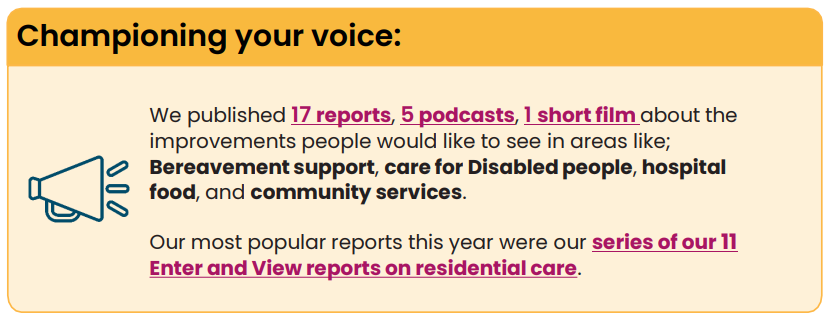 Championing your voice:
We published 17 reports, 5 podcasts, 1 short film about the
improvements people would like to see in areas like;
Bereavement support, care for Disabled people, hospital
food, and community services.
Our most popular reports this year were our series of our 11
Enter and View reports on residential care.